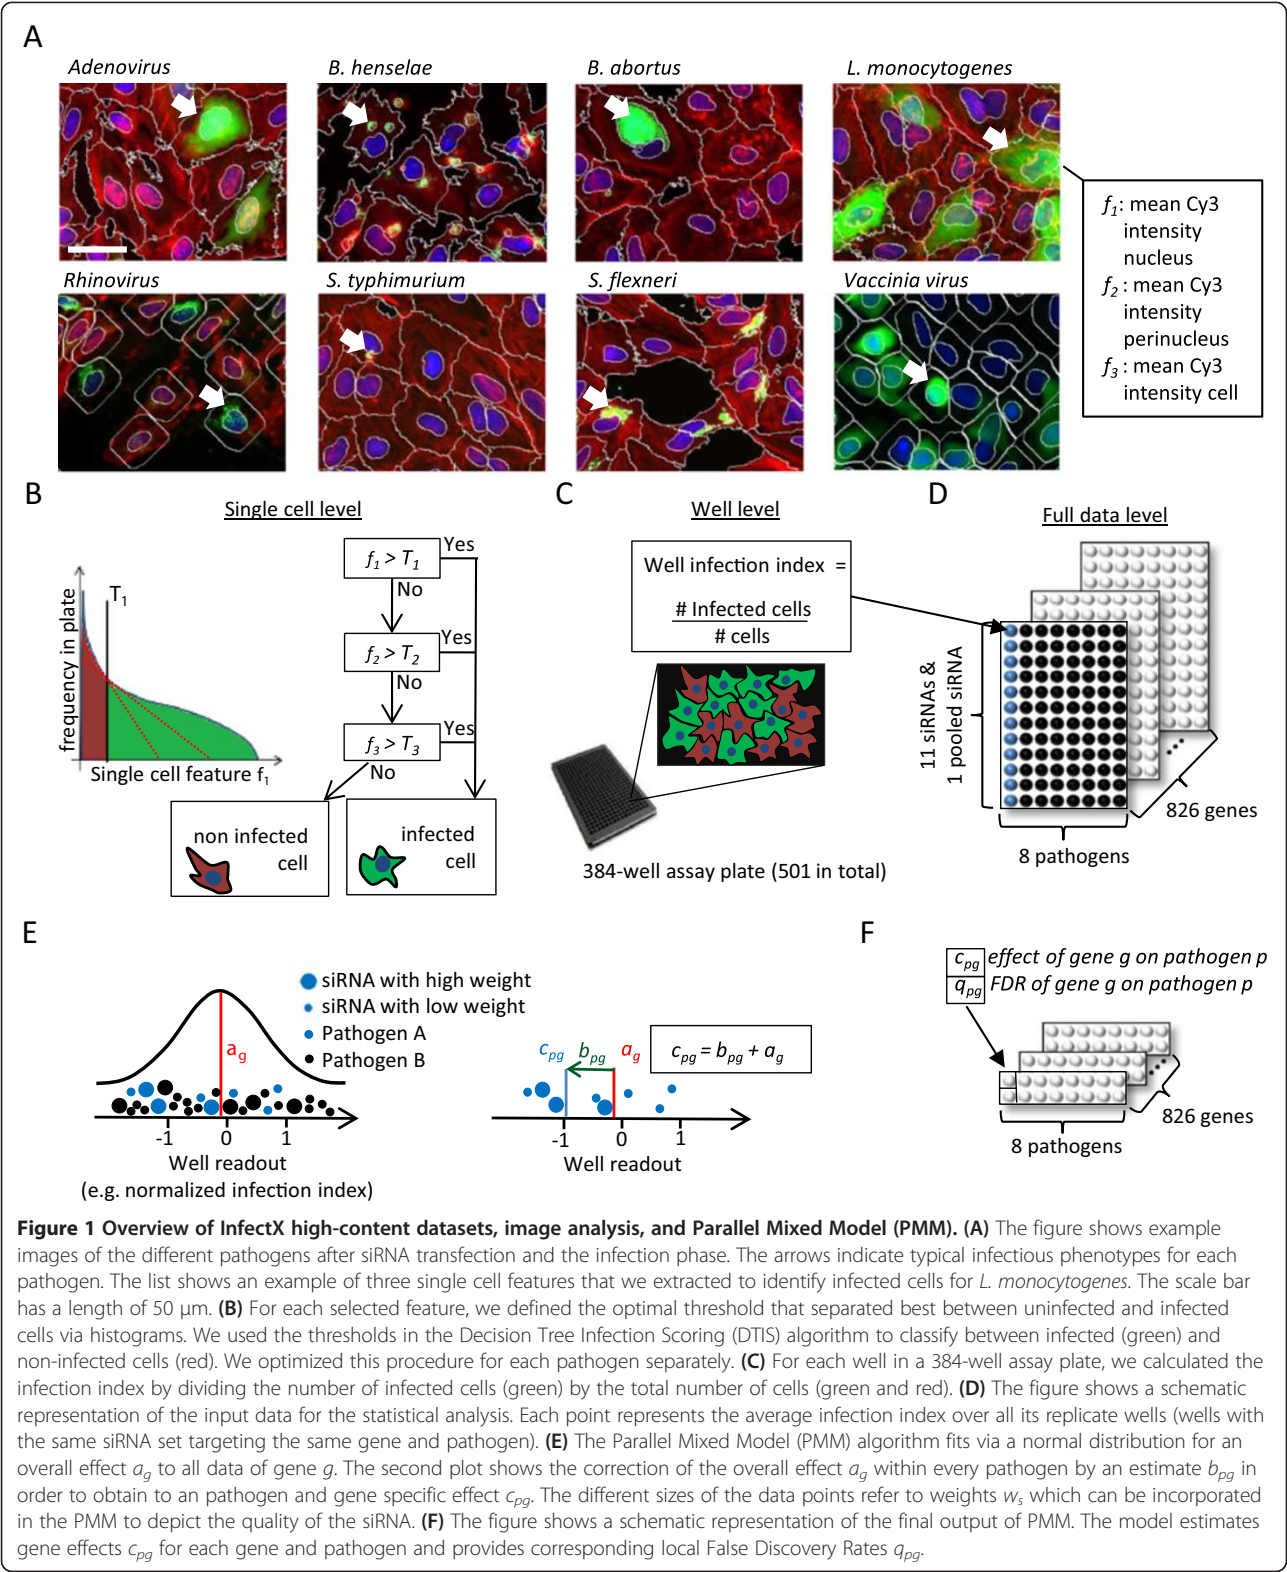 A
Adenovirus
B. henselae
B. abortus
L. monocytogenes
f1: mean Cy3
intensity
nucleus
f2 : mean Cy3
intensity
perinucleus
f3 : mean Cy3
intensity cell
Rhinovirus
S. typhimurium
S. flexneri
Vaccinia virus
B
Single cell level
frequency in plate
T1
Single cell feature f1
f1 > T1
Yes
No
f2 > T2
Yes
No
f3 > T3
Yes
No
non infected
cell
infected
cell
C
Well level
Well infection index =
# Infected cells
# cells
384-well assay plate (501 in total)
D
Full data level
11 siRNAs &
1 pooled siRNA
8 pathogens
826 genes
E
siRNA with high weight
siRNA with low weight
Pathogen A
Pathogen B
ag
-1 0 1
Well readout
(e.g. normalized infection index)
cpg bpg ag
cpg = bpg + ag
-1 0 1
Well readout
F
cpg effect of gene g on pathogen p
qpg FDR of gene g on pathogen p
826 genes
8 pathogens
Figure 1 Overview of InfectX high-content datasets, image analysis, and Parallel Mixed Model (PMM). (A) The figure shows example
images of the different pathogens after siRNA transfection and the infection phase. The arrows indicate typical infectious phenotypes for each
pathogen. The list shows an example of three single cell features that we extracted to identify infected cells for L. monocytogenes. The scale bar
has a length of 50 μm. (B) For each selected feature, we defined the optimal threshold that separated best between uninfected and infected
cells via histograms. We used the thresholds in the Decision Tree Infection Scoring (DTIS) algorithm to classify between infected (green) and
non-infected cells (red). We optimized this procedure for each pathogen separately. (C) For each well in a 384-well assay plate, we calculated the
infection index by dividing the number of infected cells (green) by the total number of cells (green and red). (D) The figure shows a schematic
representation of the input data for the statistical analysis. Each point represents the average infection index over all its replicate wells (wells with
the same siRNA set targeting the same gene and pathogen). (E) The Parallel Mixed Model (PMM) algorithm fits via a normal distribution for an
overall effect ag to all data of gene g. The second plot shows the correction of the overall effect ag within every pathogen by an estimate bpg in
order to obtain to an pathogen and gene specific effect cpg. The different sizes of the data points refer to weights ws which can be incorporated
in the PMM to depict the quality of the siRNA. (F) The figure shows a schematic representation of the final output of PMM. The model estimates
gene effects cpg for each gene and pathogen and provides corresponding local False Discovery Rates qpg.